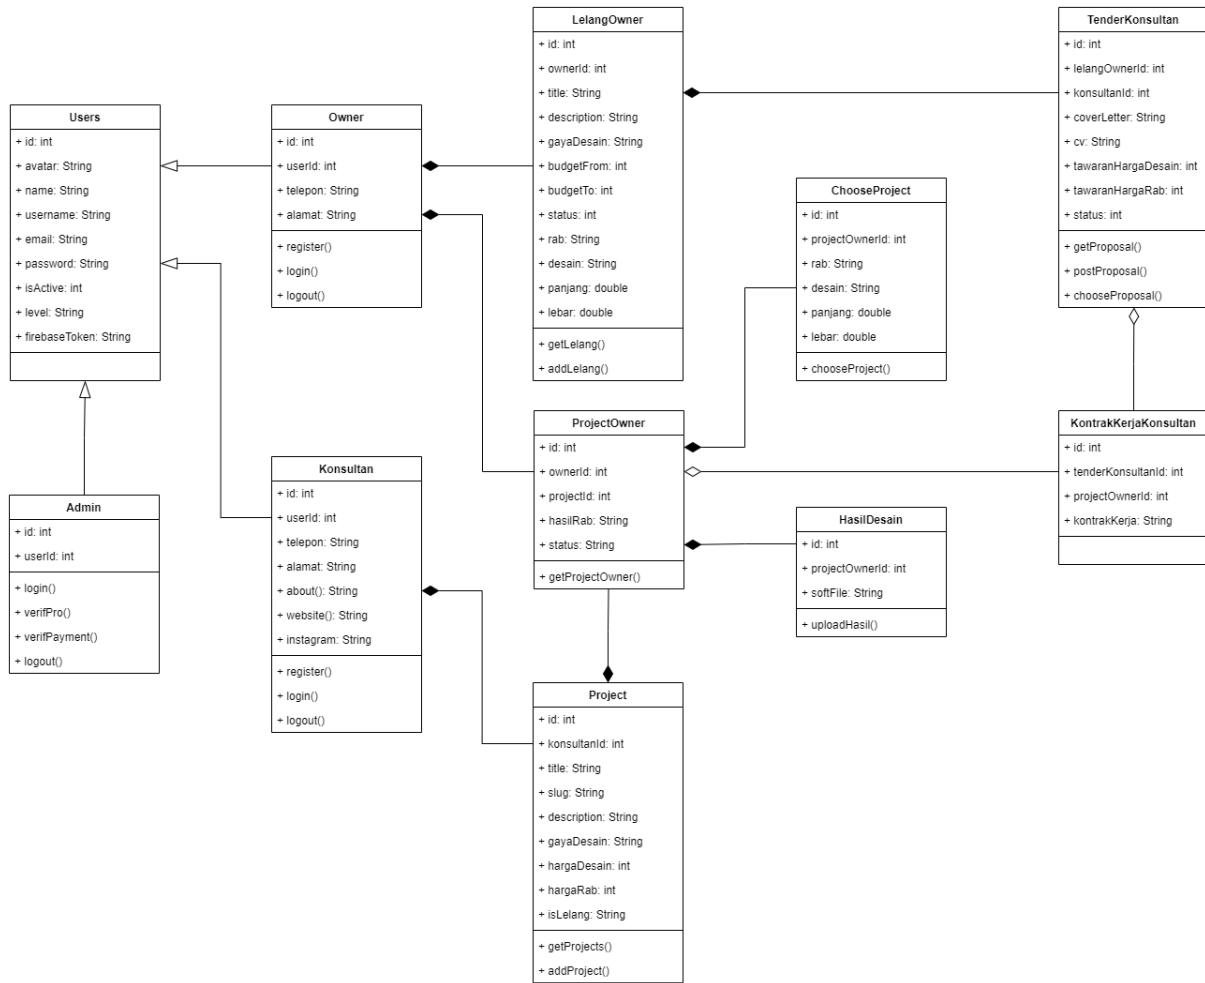 Users
+ id: int
+ avatar: String
+ name: String
+ username: String
+ email: String
+ password: String
+ isActive: int
+ level: String
+ firebaseToken: String
Admin
+ id: int
+ userId: int
+ login()
+ verifPro()
+ verifPayment()
+ logout()
Owner
+ id: int
+ userId: int
+ telepon: String
+ alamat: String
+ register()
+ login()
+ logout()
Konsultan
+ id: int
+ userId: int
+ telepon: String
+ alamat: String
+ about(): String
+ website(): String
+ instagram: String
+ register()
+ login()
+ logout()
LelangOwner
+ id: int
+ ownerId: int
+ title: String
+ description: String
+ gayaDesain: String
+ budgetFrom: int
+ budgetTo: int
+ status: int
+ rab: String
+ desain: String
+ panjang: double
+ lebar: double
+ getLelang()
+ addLelang()
ProjectOwner
+ id: int
+ ownerId: int
+ projectId: int
+ hasilRab: String
+ status: String
+ getProjectOwner()
Project
+ id: int
+ konsultanId: int
+ title: String
+ slug: String
+ description: String
+ gayaDesain: String
+ hargaDesain: int
+ hargaRab: int
+ isLelang: String
+ getProjects()
+ addProject()
ChooseProject
+ id: int
+ projectOwnerId: int
+ rab: String
+ desain: String
+ panjang: double
+ lebar: double
+ chooseProject()
HasilDesain
+ id: int
+ projectOwnerId: int
+ softFile: String
+ uploadHasil()
TenderKonsultan
+ id: int
+ lelangOwnerId: int
+ konsultanId: int
+ coverLetter: String
+ cv: String
+ tawaranHargaDesain: int
+ tawaranHargaRab: int
+ status: int
+ getProposal()
+ postProposal()
+ chooseProposal()
KontrakKerjaKonsultan
+ id: int
+ tenderKonsultanId: int
+ projectOwnerId: int
+ kontrakKerja: String